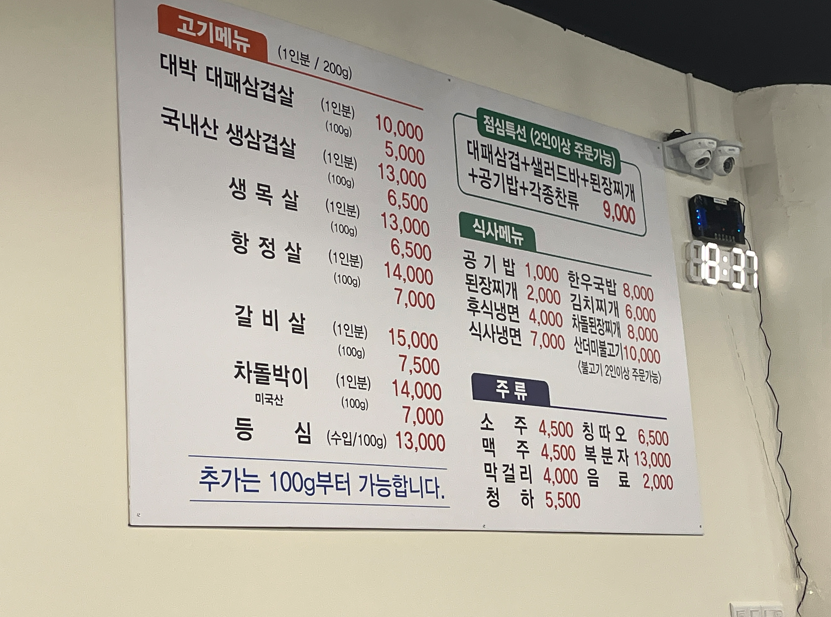 고기메뉴 (1인분 / 200g)
대박 대패삼겹살 (1인분) 10,000
(100g) 5,000
국내산 생삼겹살 (1인분) 13,000
(100g) 6,500
생 목 살 (1인분) 13,000
(100g) 6,500
항 정 살 (1인분) 14,000
(100g) 7,000
갈 비 살 (1인분) 15,000
(100g) 7,500
차돌박이 (1인분) 14,000
미국산 (100g) 7,000
등 심 (수입/100g) 13,000
추가는 100g부터 가능합니다.
점심특선 (2인이상 주문가능)
대패삼겹+샐러드바+된장찌개
+공기밥+각종찬류 9,000
식사메뉴
공 기 밥 1,000 한우국밥 8,000
된장찌개 2,000 김치찌개 6,000
후식냉면 4,000 차돌된장찌개 8,000
식사냉면 7,000 산더미불고기 10,000
(불고기 2인이상 주문가능)
주 류
소 주 4,500 칭따오 6,500
맥 주 4,500 복분자 13,000
막걸리 4,000 음 료 2,000
청 하 5,500
18:37